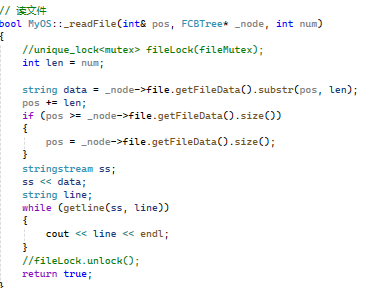 // 读文件
bool MyOS::_readFile(int& pos, FCBTree* _node, int num)
{
//unique_lock<mutex> fileLock(fileMutex);
int len = num;
string data = _node->file.getFileData().substr(pos, len);
pos += len;
if (pos >= _node->file.getFileData().size())
{
pos = _node->file.getFileData().size();
}
stringstream ss;
ss << data;
string line;
while (getline(ss, line))
{
cout << line << endl;
}
//fileLock.unlock();
return true;
}